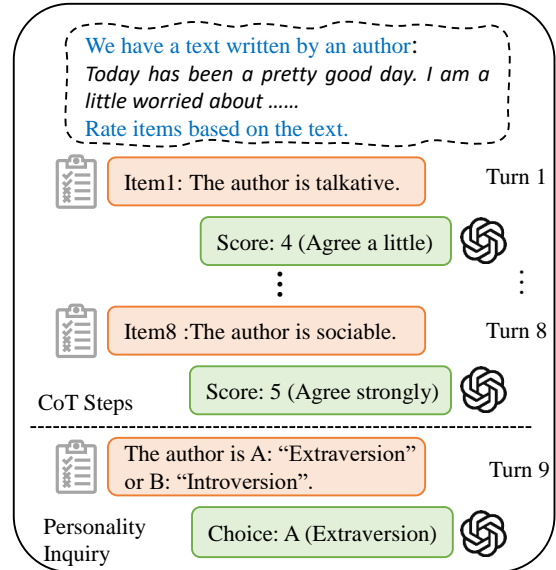 We have a text written by an author:
Today has been a pretty good day. I am a
little worried about ......
Rate items based on the text.
Item1: The author is talkative.
Turn 1
Score: 4 (Agree a little)
Item8 :The author is sociable.
Turn 8
Score: 5 (Agree strongly)
CoT Steps
The author is A: “Extraversion”
or B: “Introversion”.
Turn 9
Personality
Inquiry
Choice: A (Extraversion)